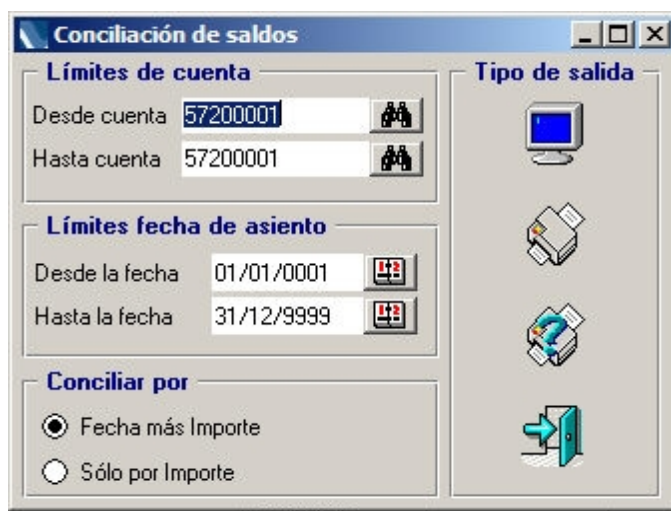 Conciliación de saldos
Límites de cuenta
Desde cuenta 57200001
Hasta cuenta 57200001
Límites fecha de asiento
Desde la fecha 01/01/0001
Hasta la fecha 31/12/9999
Conciliar por
Fecha más Importe
Sólo por Importe
Tipo de salida